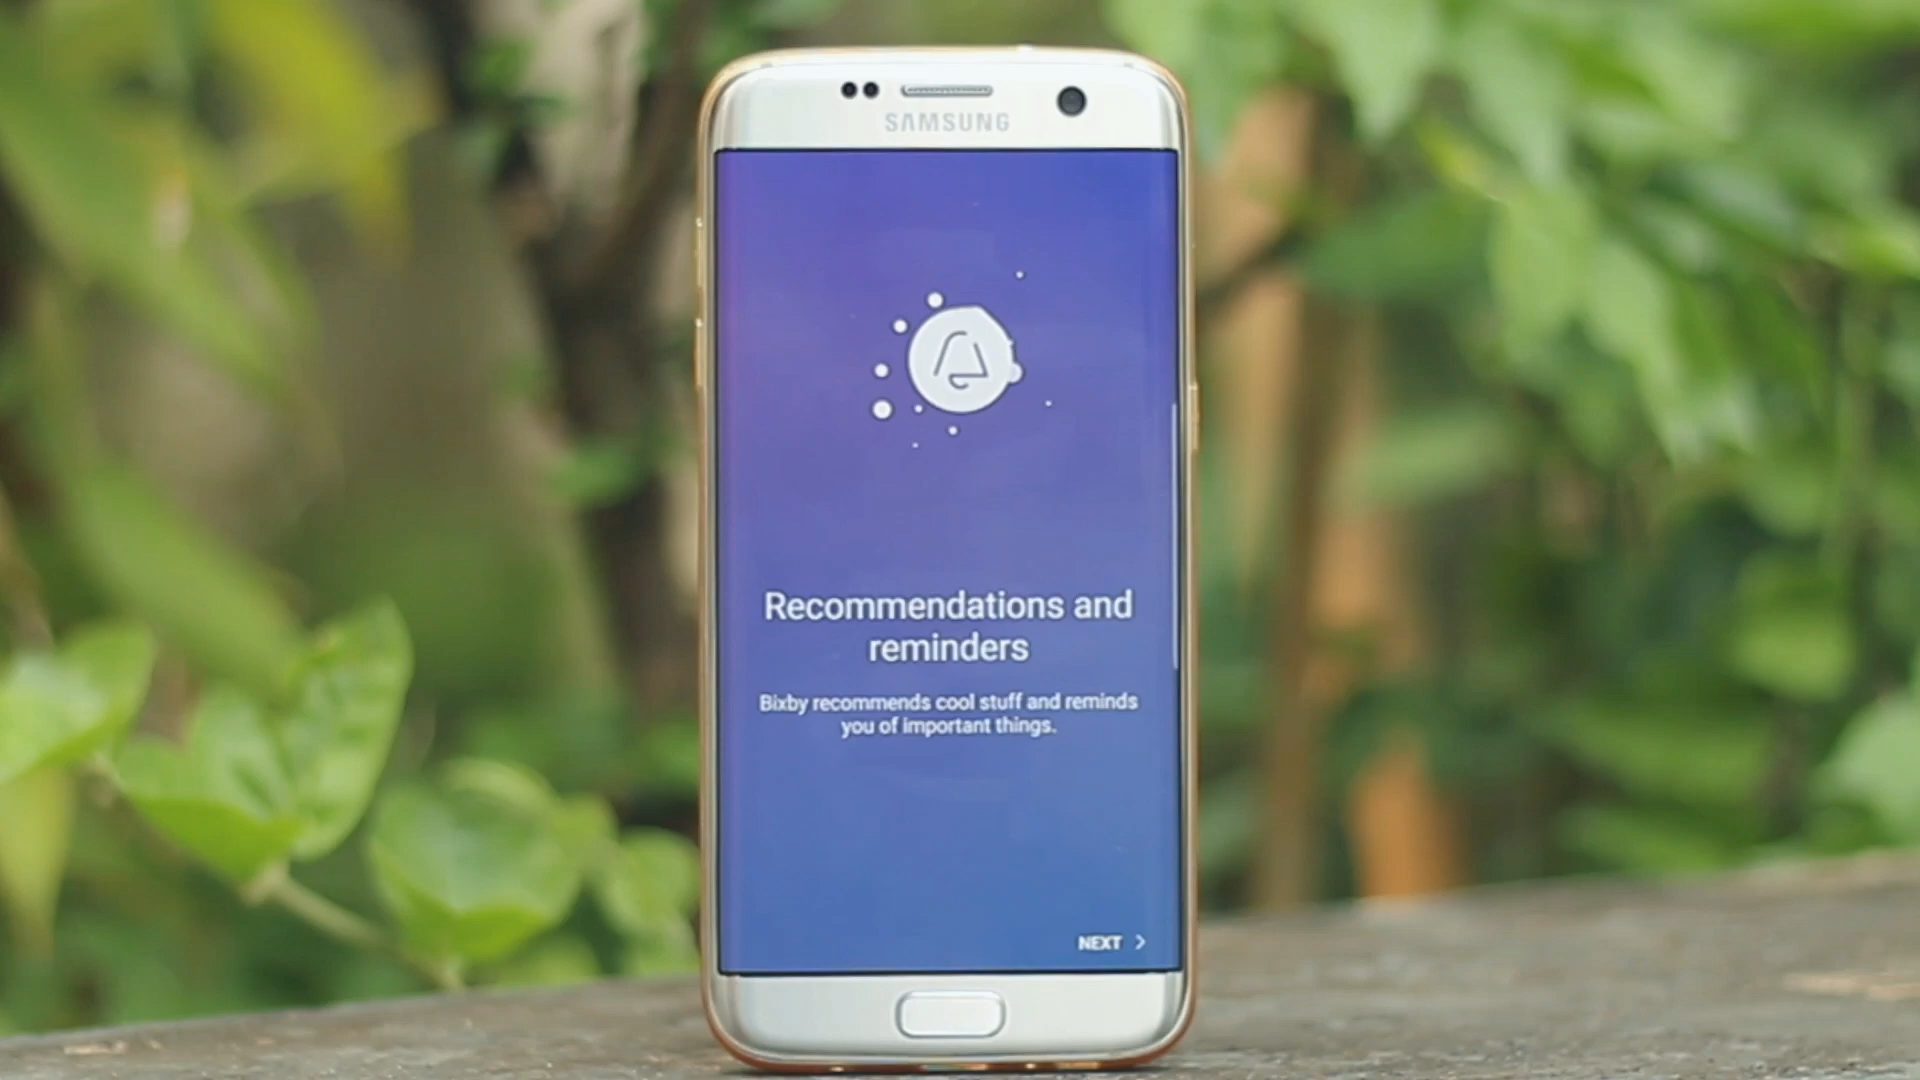 SAMSUNG
Recommendations and
reminders
Bixby recommends cool stuff and reminds
you of important things.
NEXT >